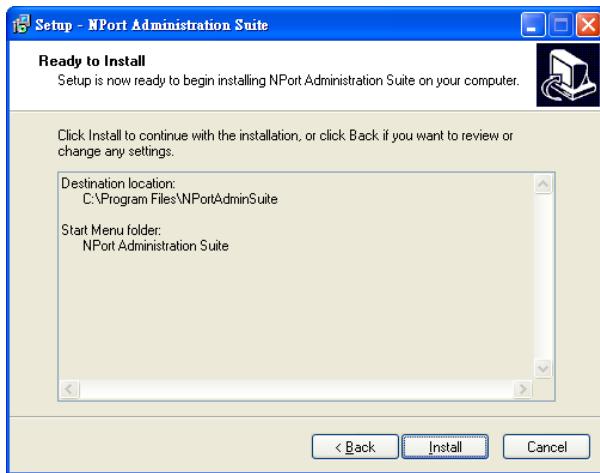 Setup - NPort Administration Suite
Ready to Install
Setup is now ready to begin installing NPort Administration Suite on your computer.
Click Install to continue with the installation, or click Back if you want to review or
change any settings.
Destination location:
C:\Program Files\NPortAdminSuite
Start Menu folder:
NPort Administration Suite
< Back
Install
Cancel